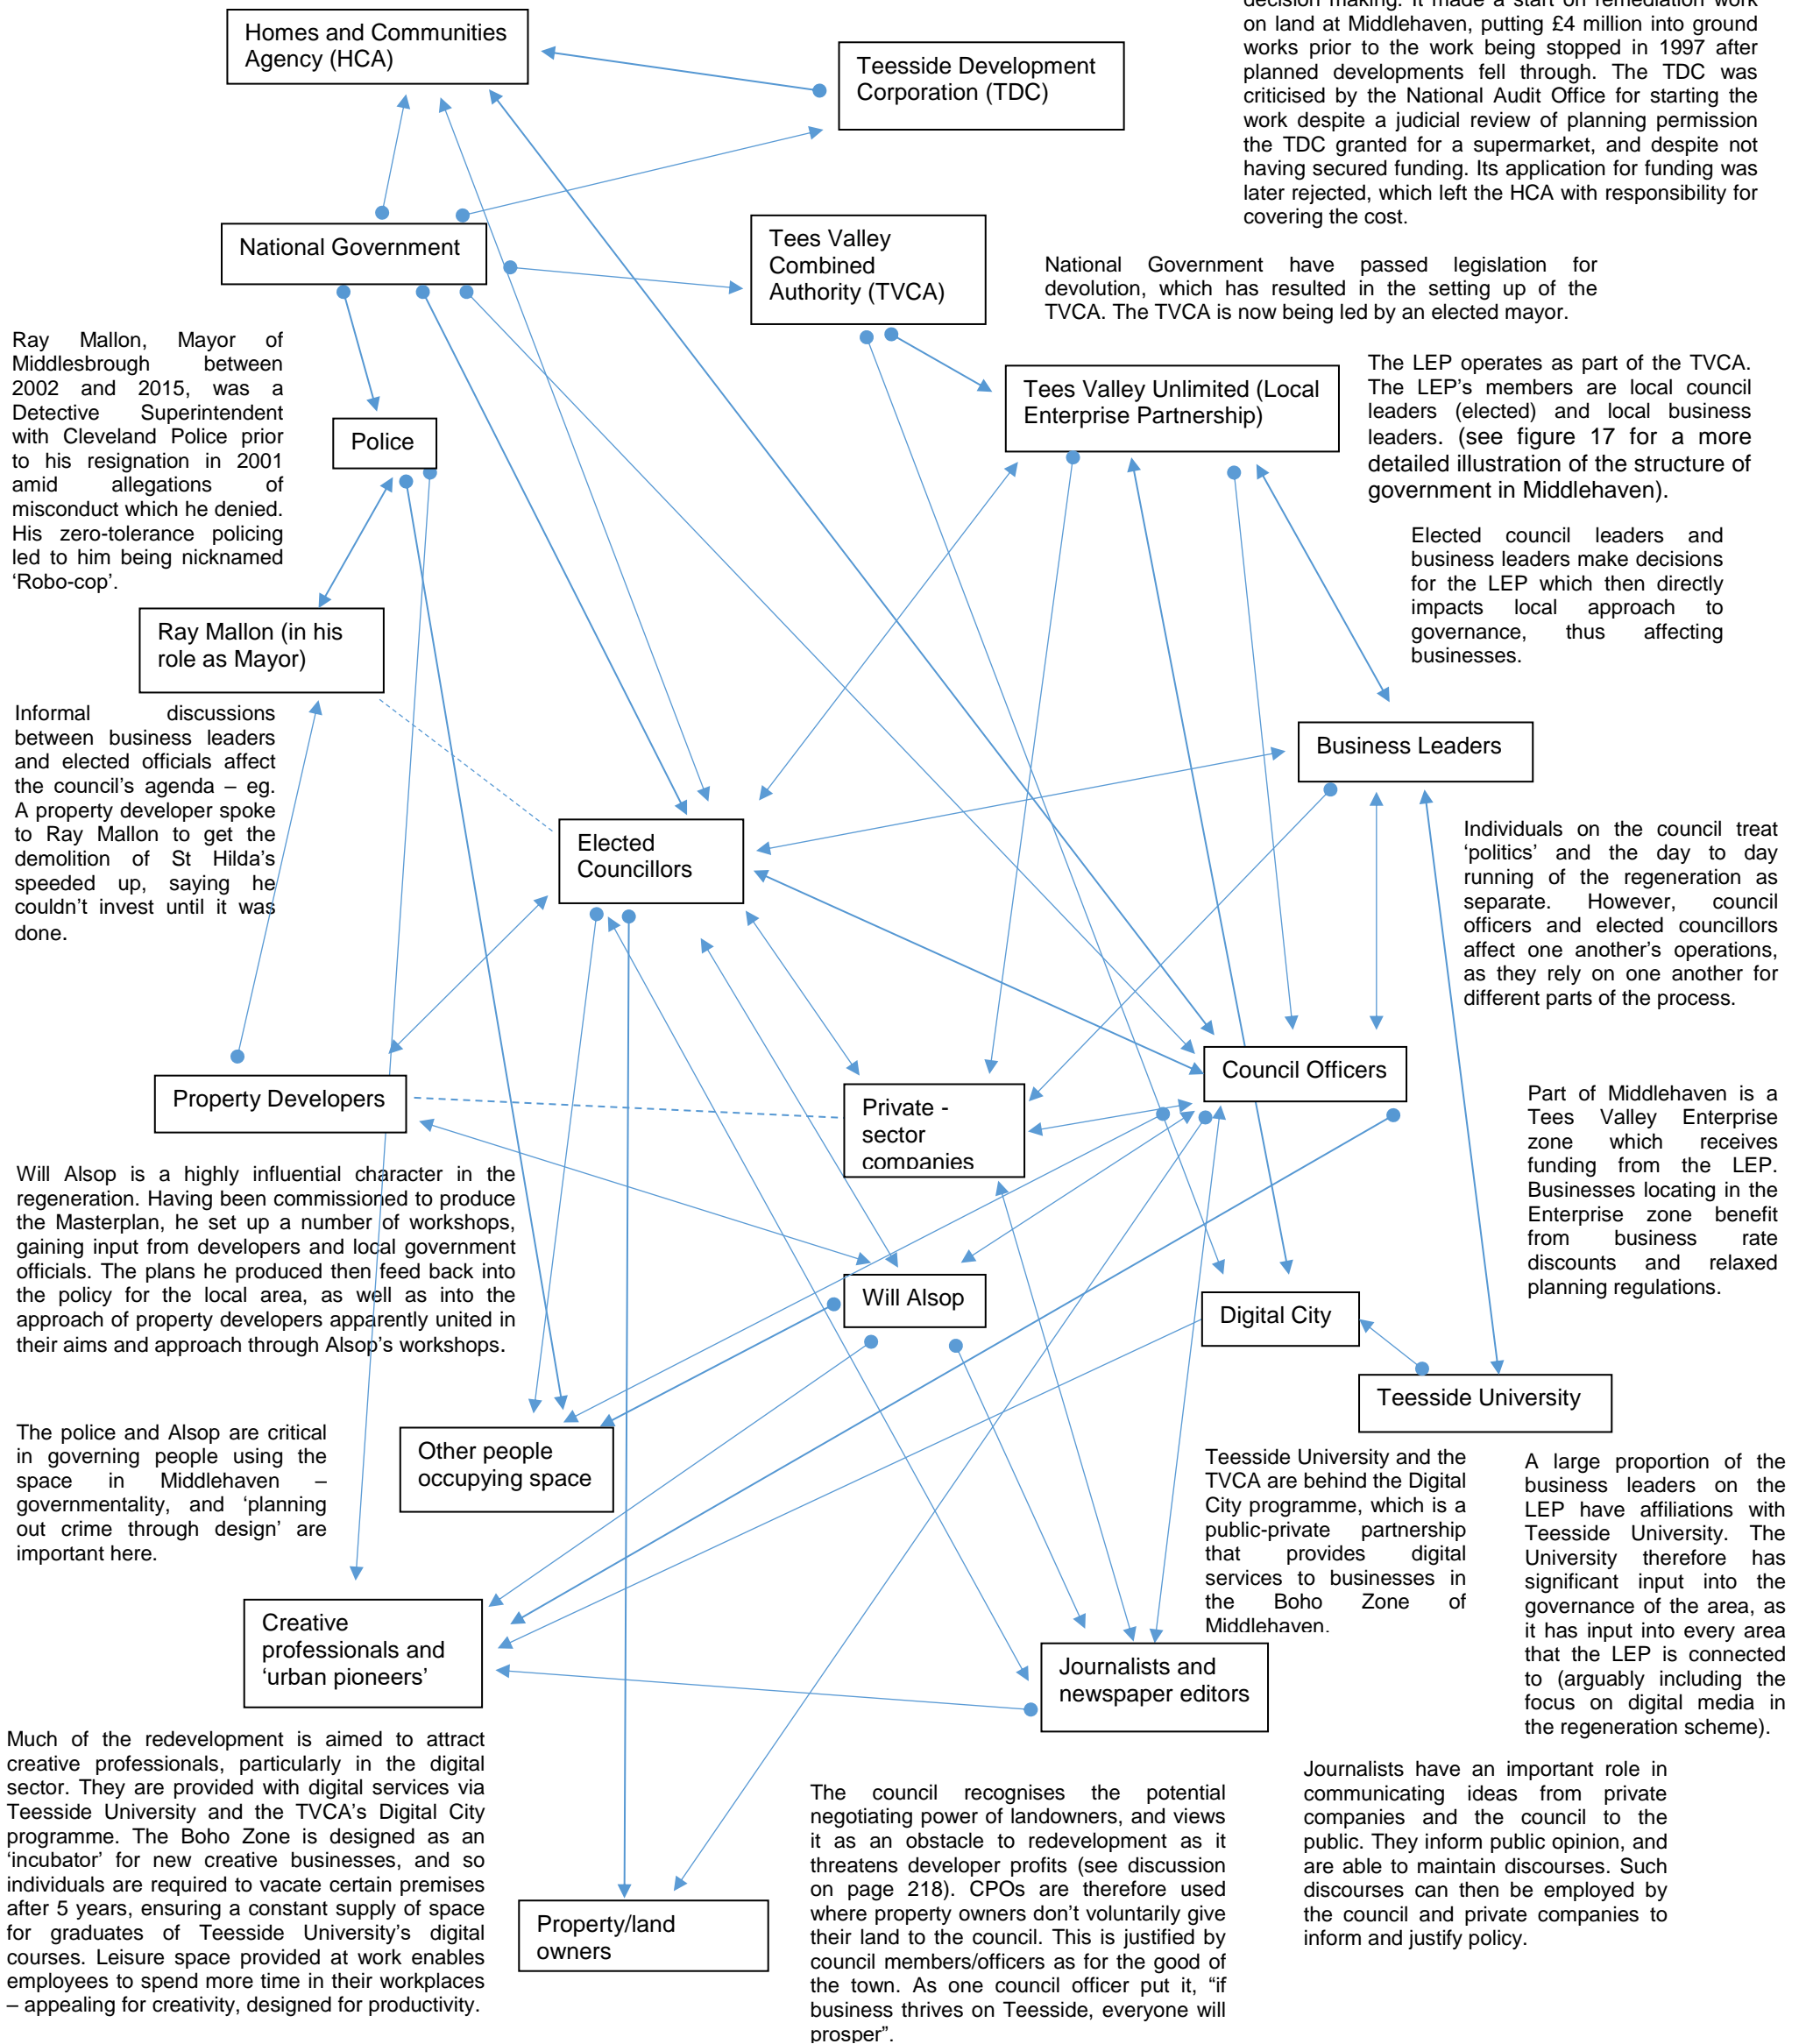 decision making. It made a start on remediation work
on land at Middlehaven, putting £4 million into ground
works prior to the work being stopped in 1997 after
planned developments fell through. The TDC was
criticised by the National Audit Office for starting the
work despite a judicial review of planning permission
the TDC granted for a supermarket, and despite not
having secured funding. Its application for funding was
later rejected, which left the HCA with responsibility for
covering the cost.
Homes and Communities
Agency (HCA)
Teesside Development
Corporation (TDC)
National Government
Tees Valley
Combined
Authority (TVCA)
National Government have passed legislation for
devolution, which has resulted in the setting up of the
TVCA. The TVCA is now being led by an elected mayor.
Ray Mallon, Mayor of
Middlesbrough between
2002 and 2015, was a
Detective Superintendent
with Cleveland Police prior
to his resignation in 2001
amid allegations of
misconduct which he denied.
His zero-tolerance policing
led to him being nicknamed
‘Robo-cop’.
Police
Tees Valley Unlimited (Local
Enterprise Partnership)
The LEP operates as part of the TVCA.
The LEP’s members are local council
leaders (elected) and local business
leaders. (see figure 17 for a more
detailed illustration of the structure of
government in Middlehaven).
Elected council leaders and
business leaders make decisions
for the LEP which then directly
impacts local approach to
governance, thus affecting
businesses.
Ray Mallon (in his
role as Mayor)
Informal discussions
between business leaders
and elected officials affect
the council’s agenda – eg.
A property developer spoke
to Ray Mallon to get the
demolition of St Hilda’s
speeded up, saying he
couldn’t invest until it was
done.
Business Leaders
Elected
Councillors
Individuals on the council treat
‘politics’ and the day to day
running of the regeneration as
separate. However, council
officers and elected councillors
affect one another’s operations,
as they rely on one another for
different parts of the process.
Property Developers
Private -
sector
companies
Council Officers
Part of Middlehaven is a
Tees Valley Enterprise
zone which receives
funding from the LEP.
Businesses locating in the
Enterprise zone benefit
from business rate
discounts and relaxed
planning regulations.
Will Alsop is a highly influential character in the
regeneration. Having been commissioned to produce
the Masterplan, he set up a number of workshops,
gaining input from developers and local government
officials. The plans he produced then feed back into
the policy for the local area, as well as into the
approach of property developers apparently united in
their aims and approach through Alsop’s workshops.
Will Alsop
Digital City
Teesside University
The police and Alsop are critical
in governing people using the
space in Middlehaven –
governmentality, and ‘planning
out crime through design’ are
important here.
Other people
occupying space
Teesside University and the
TVCA are behind the Digital
City programme, which is a
public-private partnership
that provides digital
services to businesses in
the Boho Zone of
Middlehaven.
A large proportion of the
business leaders on the
LEP have affiliations with
Teesside University. The
University therefore has
significant input into the
governance of the area, as
it has input into every area
that the LEP is connected
to (arguably including the
focus on digital media in
the regeneration scheme).
Creative
professionals and
‘urban pioneers’
Journalists and
newspaper editors
Much of the redevelopment is aimed to attract
creative professionals, particularly in the digital
sector. They are provided with digital services via
Teesside University and the TVCA’s Digital City
programme. The Boho Zone is designed as an
‘incubator’ for new creative businesses, and so
individuals are required to vacate certain premises
after 5 years, ensuring a constant supply of space
for graduates of Teesside University’s digital
courses. Leisure space provided at work enables
employees to spend more time in their workplaces
– appealing for creativity, designed for productivity.
Property/land
owners
The council recognises the potential
negotiating power of landowners, and views
it as an obstacle to redevelopment as it
threatens developer profits (see discussion
on page 218). CPOs are therefore used
where property owners don’t voluntarily give
their land to the council. This is justified by
council members/officers as for the good of
the town. As one council officer put it, “if
business thrives on Teesside, everyone will
prosper”.
Journalists have an important role in
communicating ideas from private
companies and the council to the
public. They inform public opinion, and
are able to maintain discourses. Such
discourses can then be employed by
the council and private companies to
inform and justify policy.